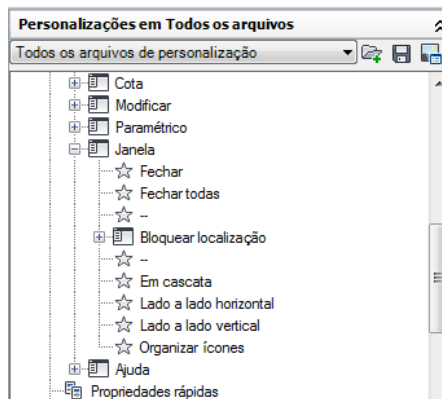 Personalizações em Todos os arquivos
Todos os arquivos de personalização
Cota
Modificar
Paramétrico
Janela
Fechar
Fechar todas
--
Bloquear localização
--
Em cascata
Lado a lado horizontal
Lado a lado vertical
Organizar ícones
Ajuda
Propriedades rápidas